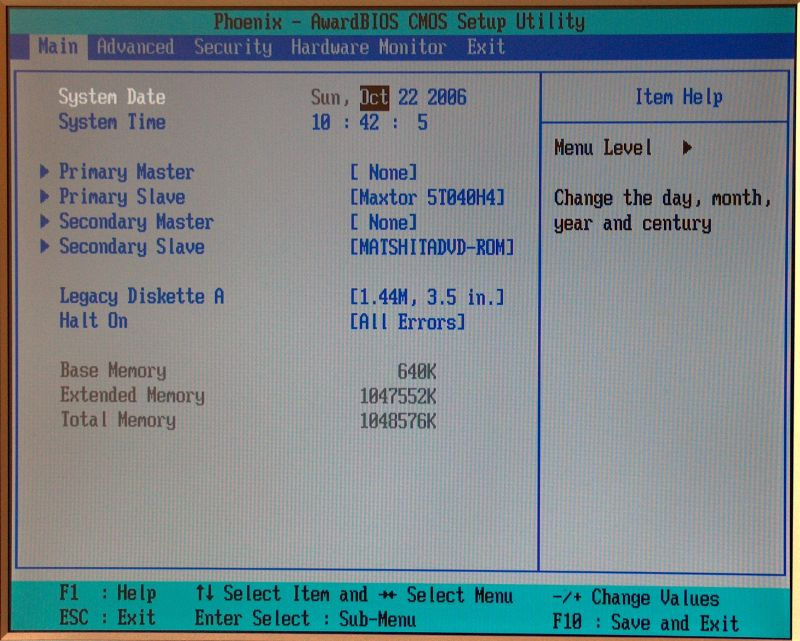 Phoenix - AwardBIOS CMOS Setup Utility
Main Advanced Security Hardware Monitor Exit
System Date Sun, Oct 22 2006
System Time 10 : 42 : 5
Primary Master [ None]
Primary Slave [Maxtor 5T040H4]
Secondary Master [ None]
Secondary Slave [MATSHITADVD-ROM]
Legacy Diskette A [1.44M, 3.5 in.]
Halt On [All Errors]
Base Memory 640K
Extended Memory 1047552K
Total Memory 1048576K
Item Help
Menu Level ▶
Change the day, month,
year and century
F1 : Help ↑↓ Select Item and →← Select Menu -/+ Change Values
ESC : Exit Enter Select : Sub-Menu F10 : Save and Exit